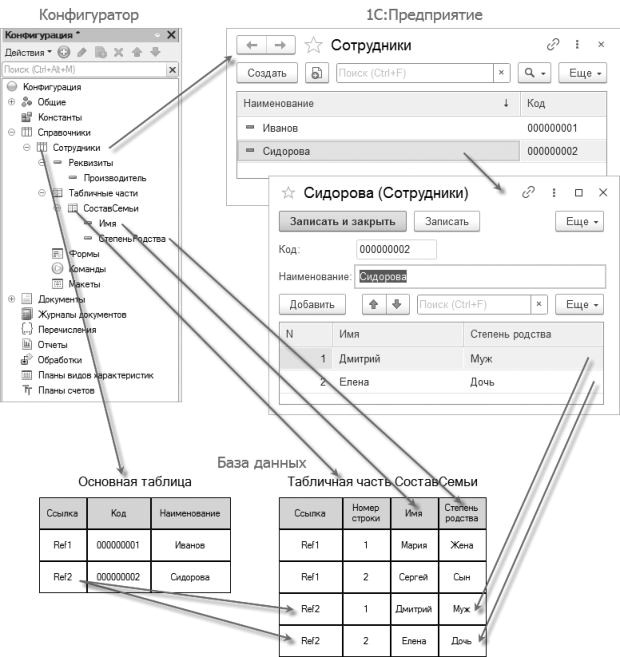 Конфигуратор
Конфигурация *
Действия
Поиск (Ctrl+Alt+M)
Конфигурация
Общие
Константы
Справочники
Сотрудники
Реквизиты
Производитель
Табличные части
СоставСемьи
Имя
СтепеньРодства
Формы
Команды
Макеты
Документы
Журналы документов
Перечисления
Отчеты
Обработки
Планы видов характеристик
Планы счетов
1С:Предприятие
Сотрудники
Создать Поиск (Ctrl+F) × Еще
Наименование ↓ Код
Иванов 000000001
Сидорова 000000002
Сидорова (Сотрудники)
Записать и закрыть Записать Еще
Код: 000000002
Наименование: Сидорова
Добавить Поиск (Ctrl+F) × Еще
N Имя Степень родства
1 Дмитрий Муж
2 Елена Дочь
База данных
Основная таблица
Ссылка Код Наименование
Ref1 000000001 Иванов
Ref2 000000002 Сидорова
Табличная часть СоставСемьи
Ссылка Номер строки Имя Степень родства
Ref1 1 Мария Жена
Ref1 2 Сергей Сын
Ref2 1 Дмитрий Муж
Ref2 2 Елена Дочь